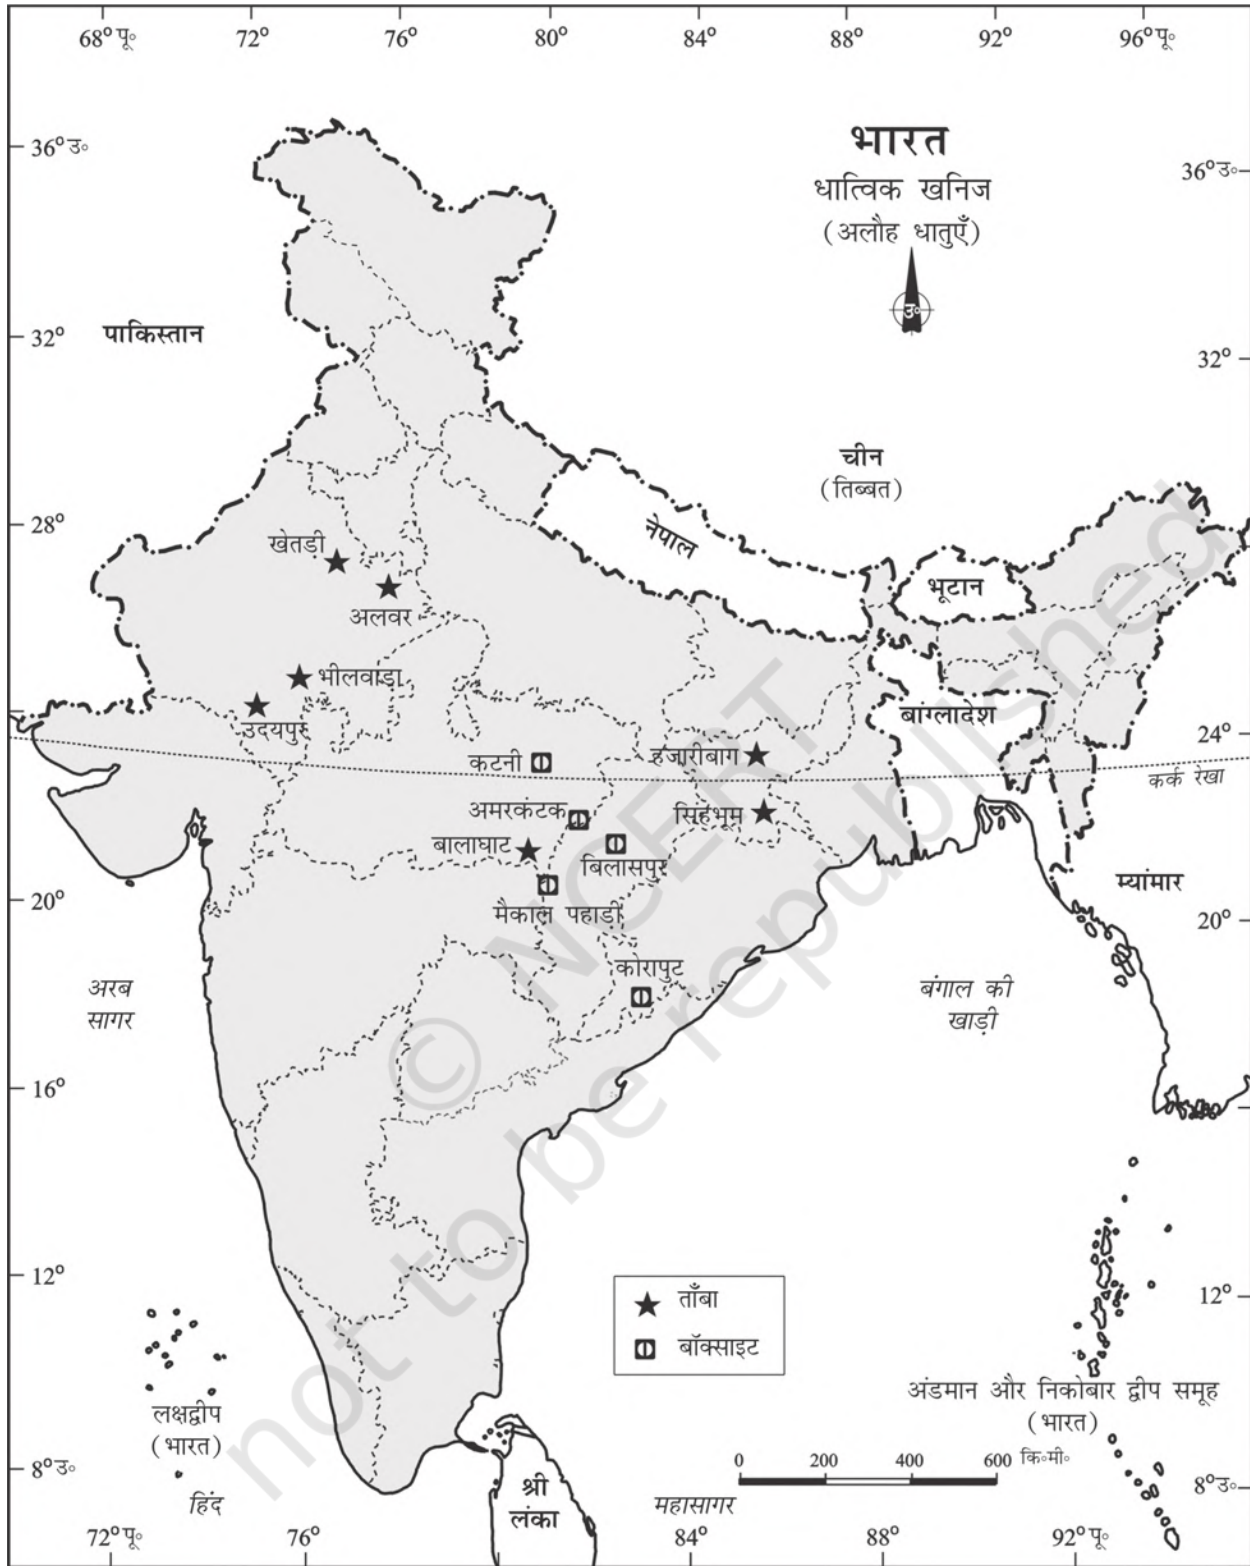 68° पू॰ 72° 76° 80° 84° 88° 92° 96° पू॰
भारत
धात्विक खनिज
(अलौह धातुएँ)
उ॰
36° उ॰
36° उ॰
पाकिस्तान
32°
32°
चीन
(तिब्बत)
28°
नेपाल
भूटान
खेतड़ी
अलवर
भीलवाड़ा
उदयपुर
बांग्लादेश
24°
कर्क रेखा
कटनी
हजारीबाग
अमरकंटक
सिंहभूम
बालाघाट
बिलासपुर
मैकाल पहाड़ी
म्यांमार
20°
20°
कोरापुट
अरब
सागर
बंगाल की
खाड़ी
16°
12°
12°
ताँबा
बॉक्साइट
लक्षद्वीप
(भारत)
अंडमान और निकोबार द्वीप समूह
(भारत)
0 200 400 600 कि॰मी॰
8° उ॰
8° उ॰
हिंद
श्री
लंका
महासागर
72° पू॰ 76° 84° 88° 92° पू॰
© NCERT
not to be republished